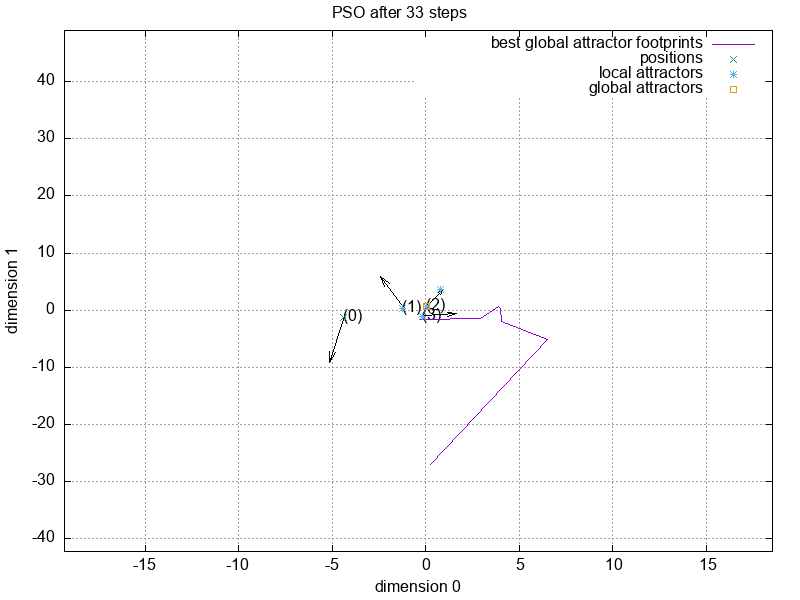 PSO after 33 steps
best global attractor footprints
positions
local attractors
global attractors
40
30
20
10
0
-10
-20
-30
-40
(0)
(1)
(2)
(3)
-15
-10
-5
0
5
10
15
dimension 0
dimension 1